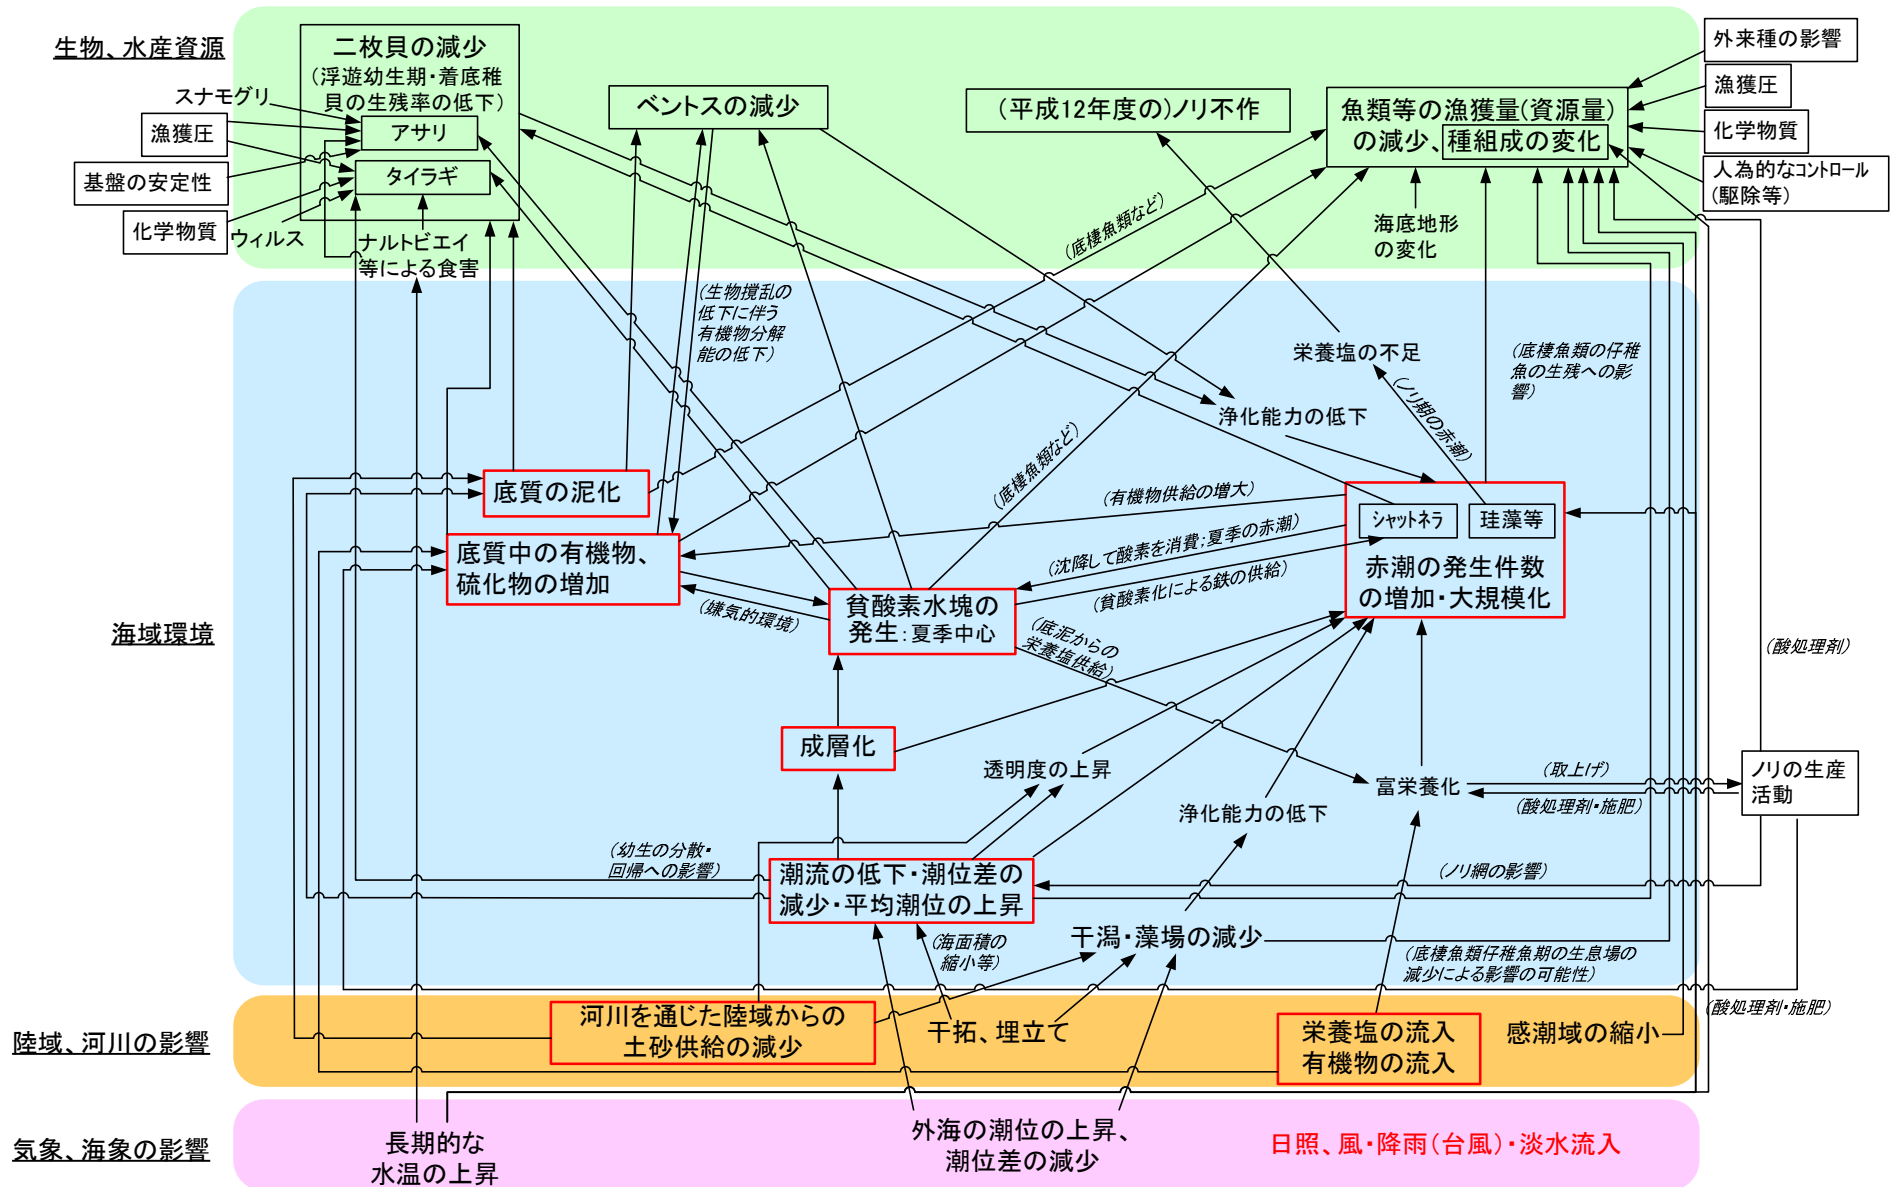 生物、水産資源
二枚貝の減少
(浮遊幼生期・着底稚
貝の生残率の低下)
スナモグリ
漁獲圧
アサリ
基盤の安定性
タイラギ
化学物質
ウィルス
ナルトビエイ
等による食害
ベントスの減少
(平成12年度の)ノリ不作
魚類等の漁獲量(資源量)
の減少、種組成の変化
外来種の影響
漁獲圧
化学物質
人為的なコントロール
(駆除等)
海底地形
の変化
(底棲魚類など)
海域環境
(生物撹乱の
低下に伴う
有機物分解
能の低下)
栄養塩の不足
(底棲魚類の仔稚
魚の生残への影
響)
浄化能力の低下
(ノリ期の赤潮)
(底棲魚類など)
底質の泥化
(有機物供給の増大)
シャットネラ
珪藻等
赤潮の発生件数
の増加・大規模化
底質中の有機物、
硫化物の増加
(沈降して酸素を消費:夏季の赤潮)
(貧酸素化による鉄の供給)
(嫌気的環境)
貧酸素水塊の
発生:夏季中心
(底泥からの
栄養塩供給)
(酸処理剤)
成層化
透明度の上昇
富栄養化
(取上げ)
(酸処理剤・施肥)
ノリの生産
活動
浄化能力の低下
(幼生の分散・
回帰への影響)
潮流の低下・潮位差の
減少・平均潮位の上昇
(ノリ網の影響)
(海面積の
縮小等)
干潟・藻場の減少
(底棲魚類仔稚魚期の生息場の
減少による影響の可能性)
(酸処理剤・施肥)
陸域、河川の影響
河川を通じた陸域からの
土砂供給の減少
干拓、埋立て
栄養塩の流入
有機物の流入
感潮域の縮小
気象、海象の影響
長期的な
水温の上昇
外海の潮位の上昇、
潮位差の減少
日照、風・降雨(台風)・淡水流入